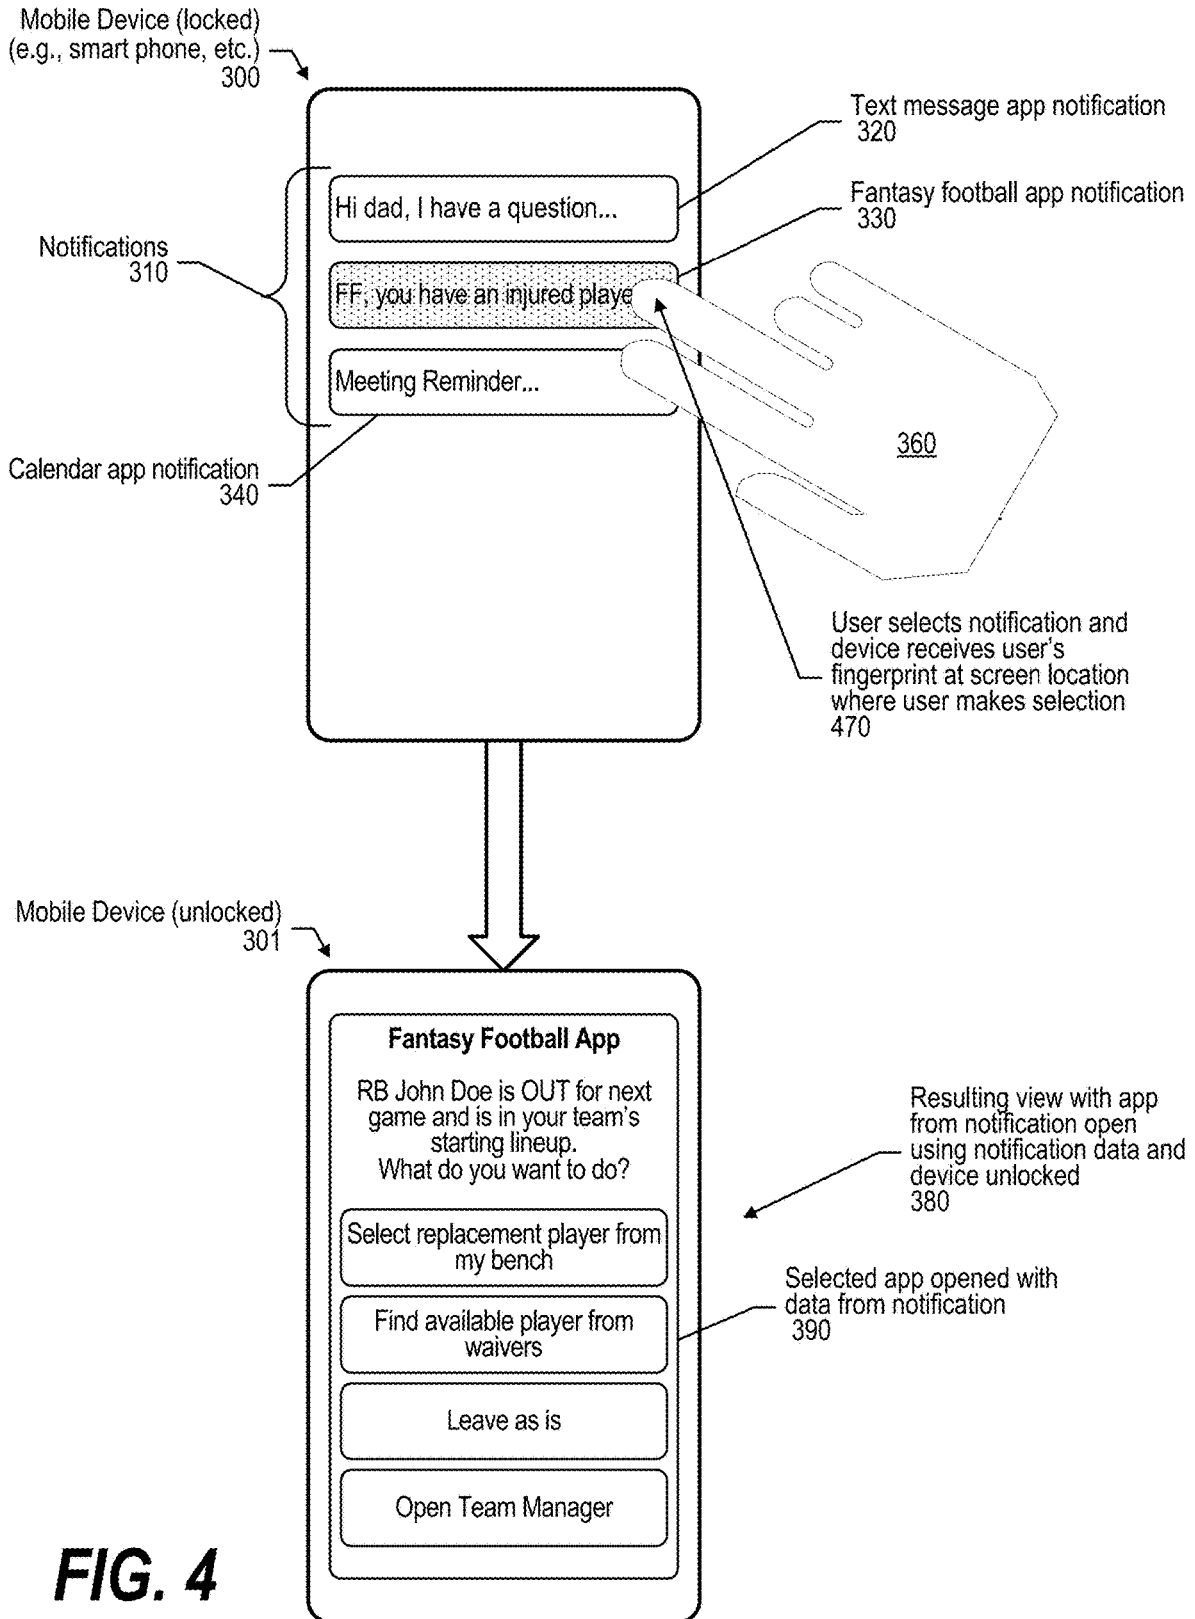 Mobile Device (locked)
(e.g., smart phone, etc.)
300
Text message app notification
320
Fantasy football app notification
330
Notifications
310
Hi dad, I have a question...
FF, you have an injured playe
Meeting Reminder...
Calendar app notification
340
360
User selects notification and
device receives user's
fingerprint at screen location
where user makes selection
470
Mobile Device (unlocked)
301
Fantasy Football App
RB John Doe is OUT for next
game and is in your team's
starting lineup.
What do you want to do?
Select replacement player from
my bench
Find available player from
waivers
Leave as is
Open Team Manager
Resulting view with app
from notification open
using notification data and
device unlocked
380
Selected app opened with
data from notification
390
FIG. 4